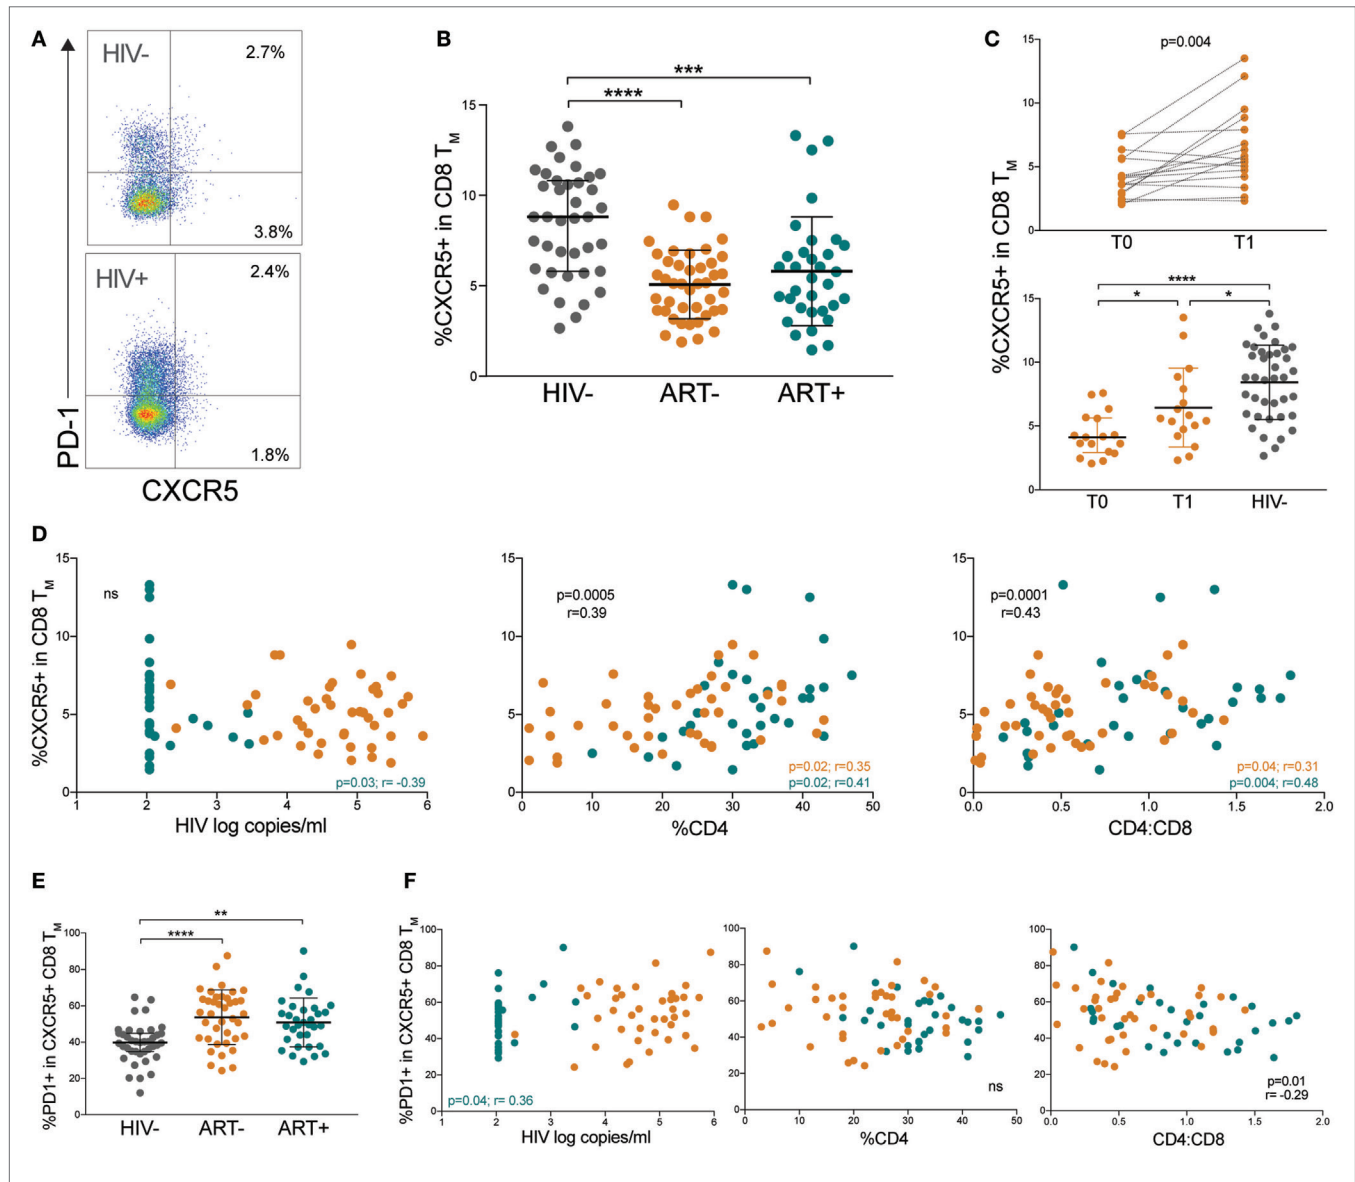 A
HIV-
2.7%
3.8%
HIV+
2.4%
1.8%
PD-1
CXCR5
B
***
****
%CXCR5+ in CD8 TM
15
10
5
0
HIV- ART- ART+
C
p=0.004
%CXCR5+ in CD8 TM
15
10
5
0
T0 T1
****
* *
15
10
5
0
T0 T1 HIV-
D
%CXCR5+ in CD8 TM
15
10
5
0
ns
p=0.03; r= -0.39
1 2 3 4 5 6
HIV log copies/ml
15
10
5
0
p=0.0005
r=0.39
p=0.02; r=0.35
p=0.02; r=0.41
0 10 20 30 40 50
%CD4
15
10
5
0
p=0.0001
r=0.43
p=0.04; r=0.31
p=0.004; r=0.48
0.0 0.5 1.0 1.5 2.0
CD4:CD8
E
%PD1+ in CXCR5+ CD8 TM
**
****
100
80
60
40
20
0
HIV- ART- ART+
F
%PD1+ in CXCR5+ CD8 TM
100
80
60
40
20
0
p=0.04; r= 0.36
1 2 3 4 5 6
HIV log copies/ml
100
80
60
40
20
0
ns
0 10 20 30 40 50
%CD4
100
80
60
40
20
0
p=0.01
r= -0.29
0.0 0.5 1.0 1.5 2.0
CD4:CD8